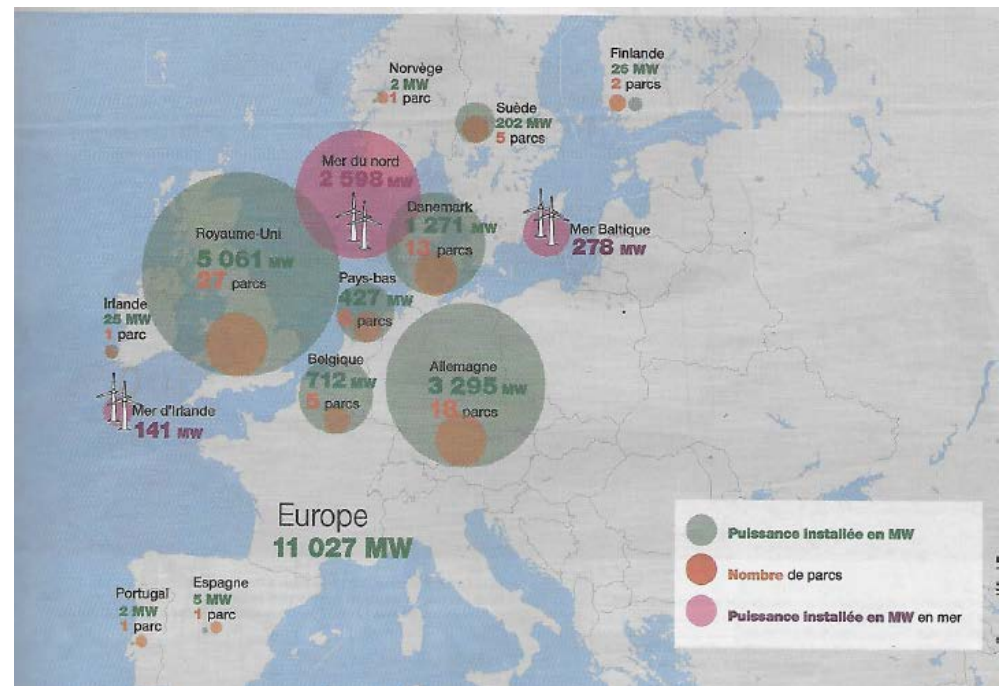 Norvège
2 MW
1 parc
Finlande
26 MW
2 parcs
Suède
202 MW
5 parcs
Mer du nord
2 598 MW
Danemark
1 271 MW
13 parcs
Mer Baltique
278 MW
Royaume-Uni
5 061 MW
27 parcs
Pays-bas
427 MW
parcs
Irlande
25 MW
1 parc
Belgique
712 MW
5 parcs
Allemagne
3 295 MW
18 parcs
Mer d'Irlande
141 MW
Europe
11 027 MW
Portugal
2 MW
1 parc
Espagne
5 MW
1 parc
Puissance installée en MW
Nombre de parcs
Puissance installée en MW en mer